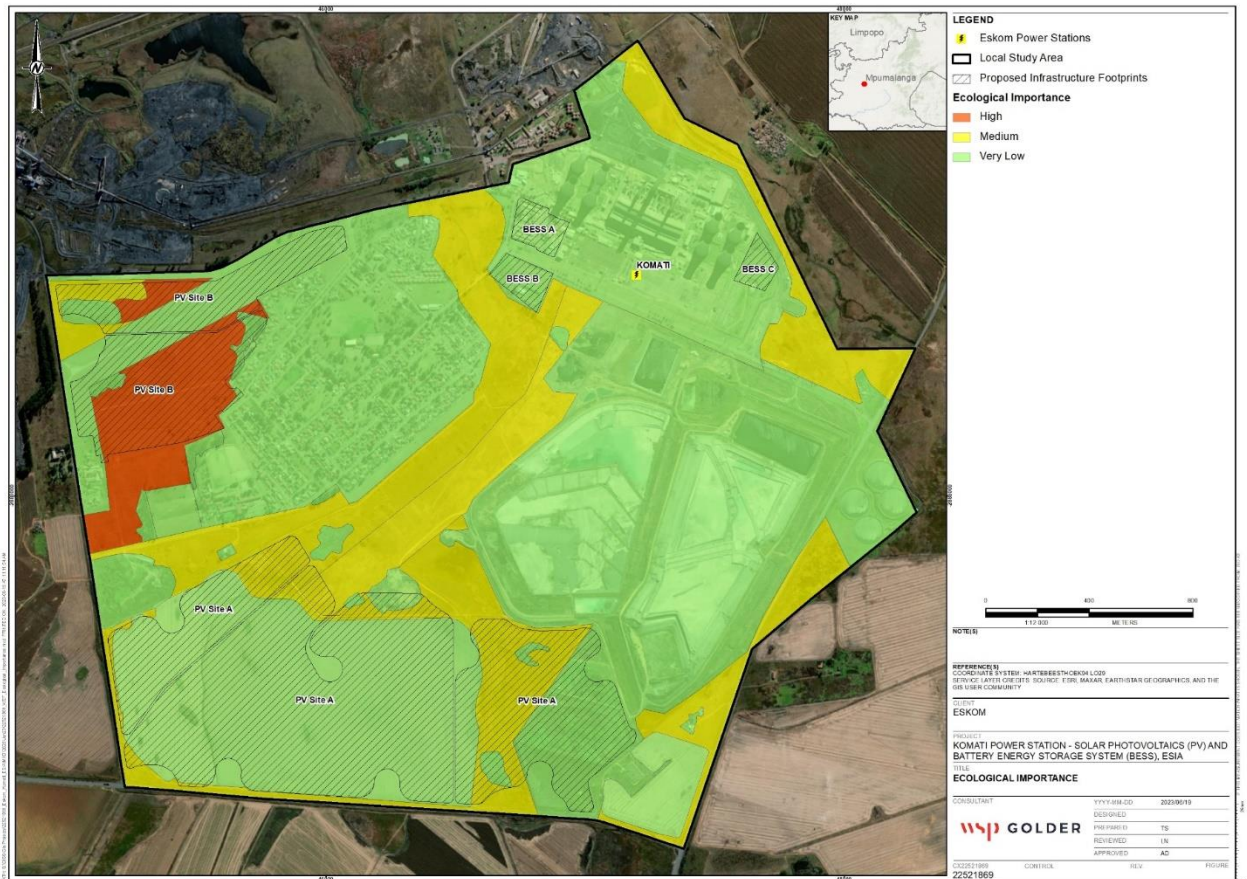 KEY MAP
Limpopo
Mpumalanga
N
BESS A
BESS B
KOMATI
BESS C
PV Site B
PV Site B
PV Site A
PV Site A
PV Site A
LEGEND
Eskom Power Stations
Local Study Area
Proposed Infrastructure Footprints
Ecological Importance
High
Medium
Very Low
0 400 800
1:12 000 METERS
NOTE(S)
REFERENCE(S)
COORDINATE SYSTEM: HARTEBEESTHOEK94 LO29
SERVICE LAYER CREDITS: SOURCE: ESRI, MAXAR, EARTHSTAR GEOGRAPHICS, AND THE
GIS USER COMMUNITY
CLIENT
ESKOM
PROJECT
KOMATI POWER STATION - SOLAR PHOTOVOLTAICS (PV) AND
BATTERY ENERGY STORAGE SYSTEM (BESS), ESIA
TITLE
ECOLOGICAL IMPORTANCE
CONSULTANT
wsp GOLDER
YYYY-MM-DD
DESIGNED
PREPARED TS
REVIEWED
APPROVED AD
CONTROL REV. FIGURE
22521869